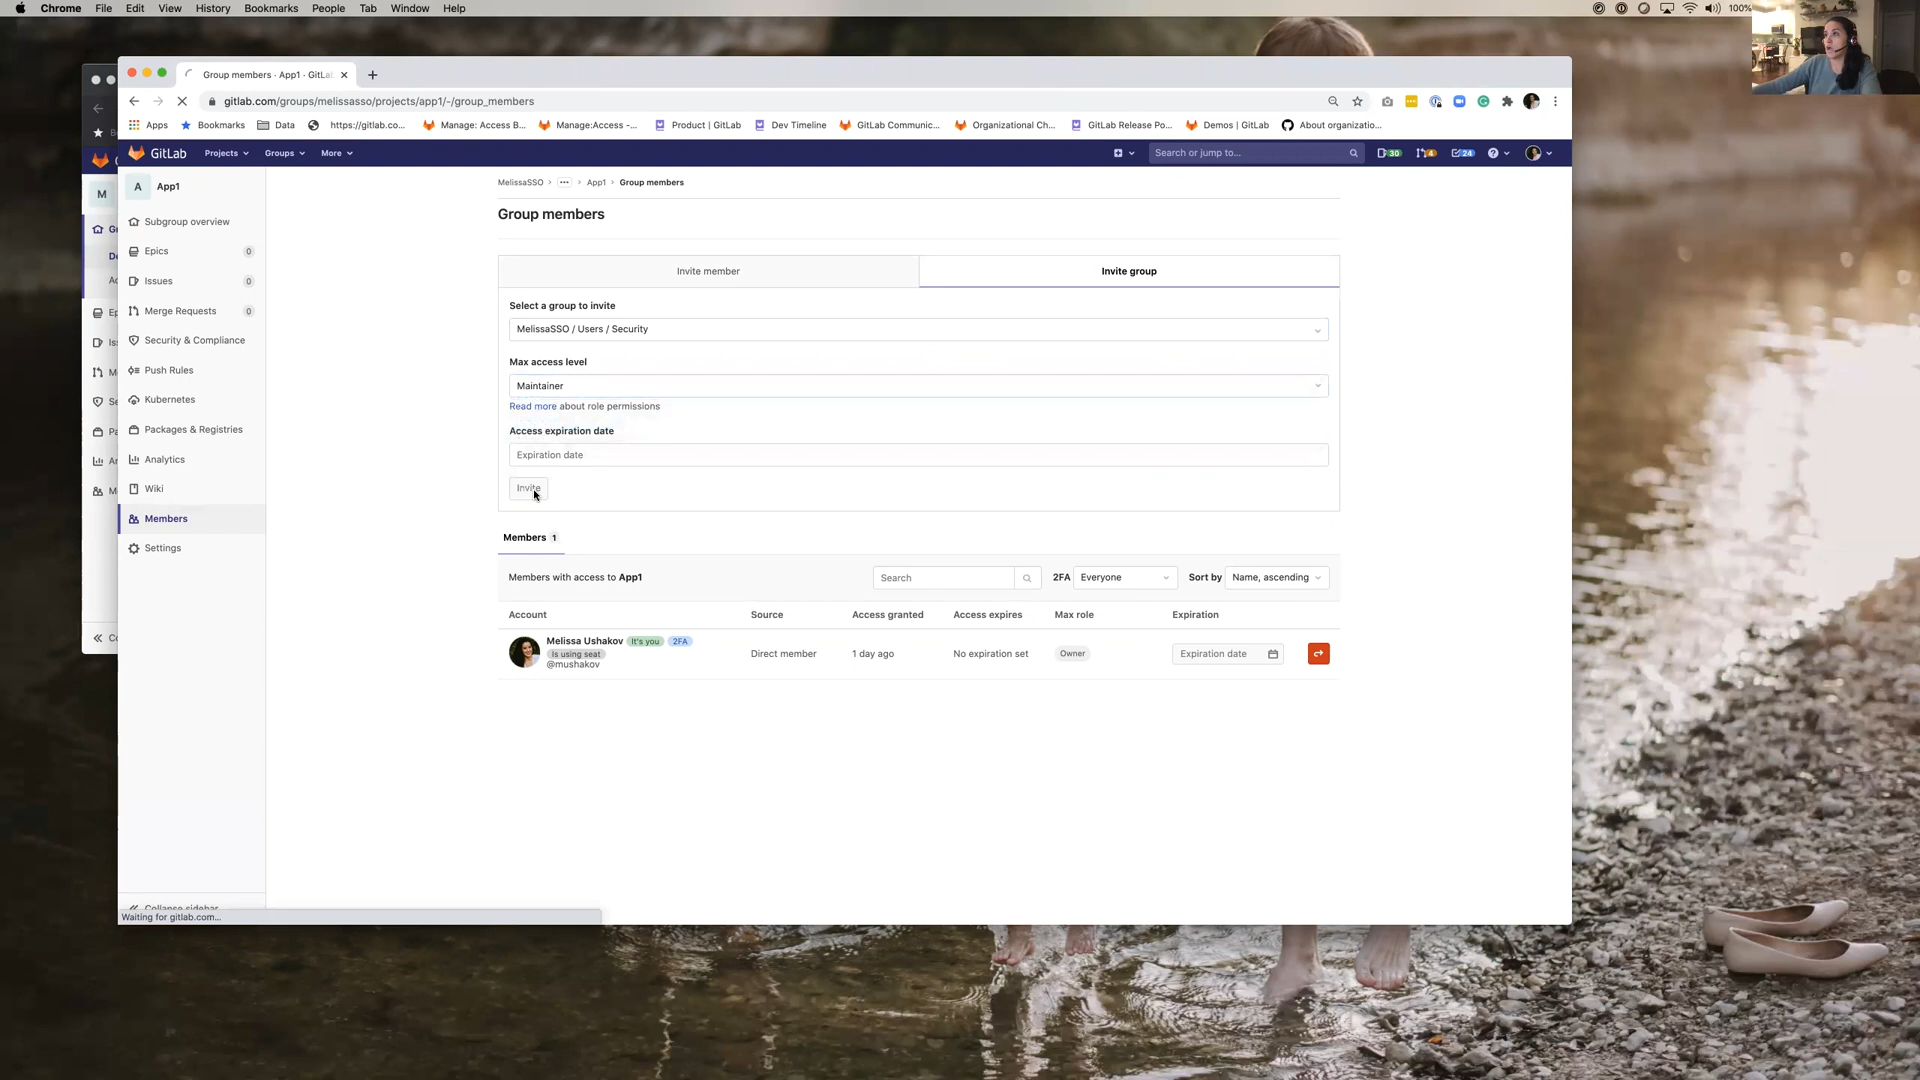 Chrome File Edit View History Bookmarks People Tab Window Help 100%
Group members · App1 · GitLa
gitlab.com/groups/melissasso/projects/app1/-/group_members
Apps Bookmarks Data https://gitlab.co... Manage: Access B... Manage:Access -... Product | GitLab Dev Timeline GitLab Communic... Organizational Ch... GitLab Release Po... Demos | GitLab About organizatio...
GitLab Projects Groups More Search or jump to... 30 4 24
M
A App1
Subgroup overview
Epics 0
Issues 0
Merge Requests 0
Security & Compliance
Push Rules
Kubernetes
Packages & Registries
Analytics
Wiki
Members
Settings
Collapse sidebar
Waiting for gitlab.com...
MelissaSSO > ··· > App1 > Group members
Group members
Invite member Invite group
Select a group to invite
MelissaSSO / Users / Security
Max access level
Maintainer
Read more about role permissions
Access expiration date
Expiration date
Invite
Members 1
Members with access to App1 Search 2FA Everyone Sort by Name, ascending
Account Source Access granted Access expires Max role Expiration
Melissa Ushakov It's you 2FA
Is using seat
@mushakov
Direct member 1 day ago No expiration set Owner Expiration date